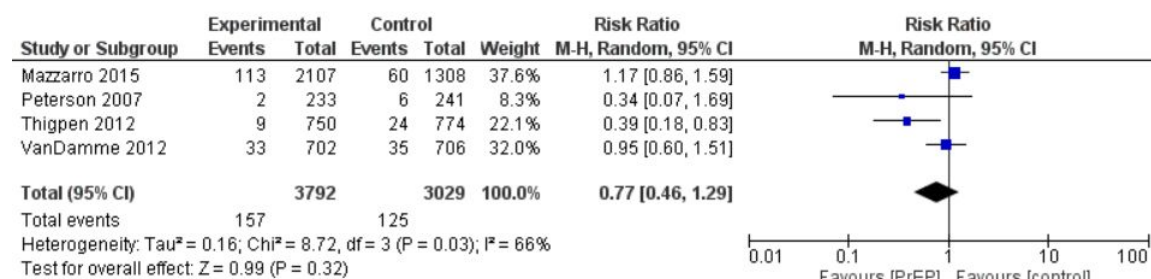 Experimental Control Risk Ratio Risk Ratio
Study or Subgroup Events Total Events Total Weight M-H, Random, 95% CI M-H, Random, 95% CI
Mazzarro 2015 113 2107 60 1308 37.6% 1.17 [0.86, 1.59]
Peterson 2007 2 233 6 241 8.3% 0.34 [0.07, 1.69]
Thigpen 2012 9 750 24 774 22.1% 0.39 [0.18, 0.83]
VanDamme 2012 33 702 35 706 32.0% 0.95 [0.60, 1.51]
Total (95% CI) 3792 3029 100.0% 0.77 [0.46, 1.29]
Total events 157 125
Heterogeneity: Tau² = 0.16; Chi² = 8.72, df = 3 (P = 0.03); I² = 66%
Test for overall effect: Z = 0.99 (P = 0.32)
0.01 0.1 1 10 100
Favours [PrEP] Favours [control]